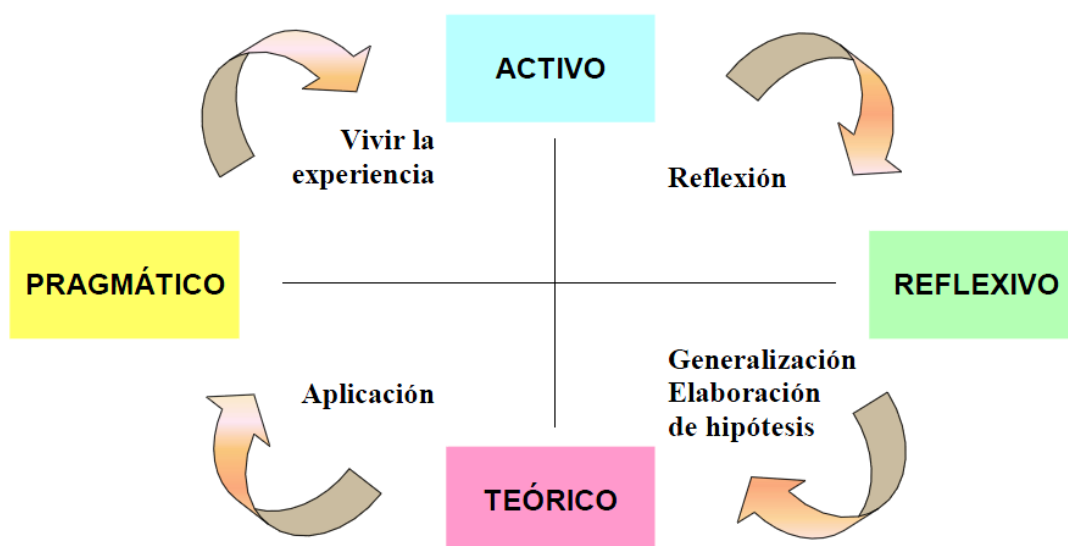 ACTIVO
Vivir la
experiencia
Reflexión
PRAGMÁTICO
REFLEXIVO
Aplicación
Generalización
Elaboración
de hipótesis
TEÓRICO